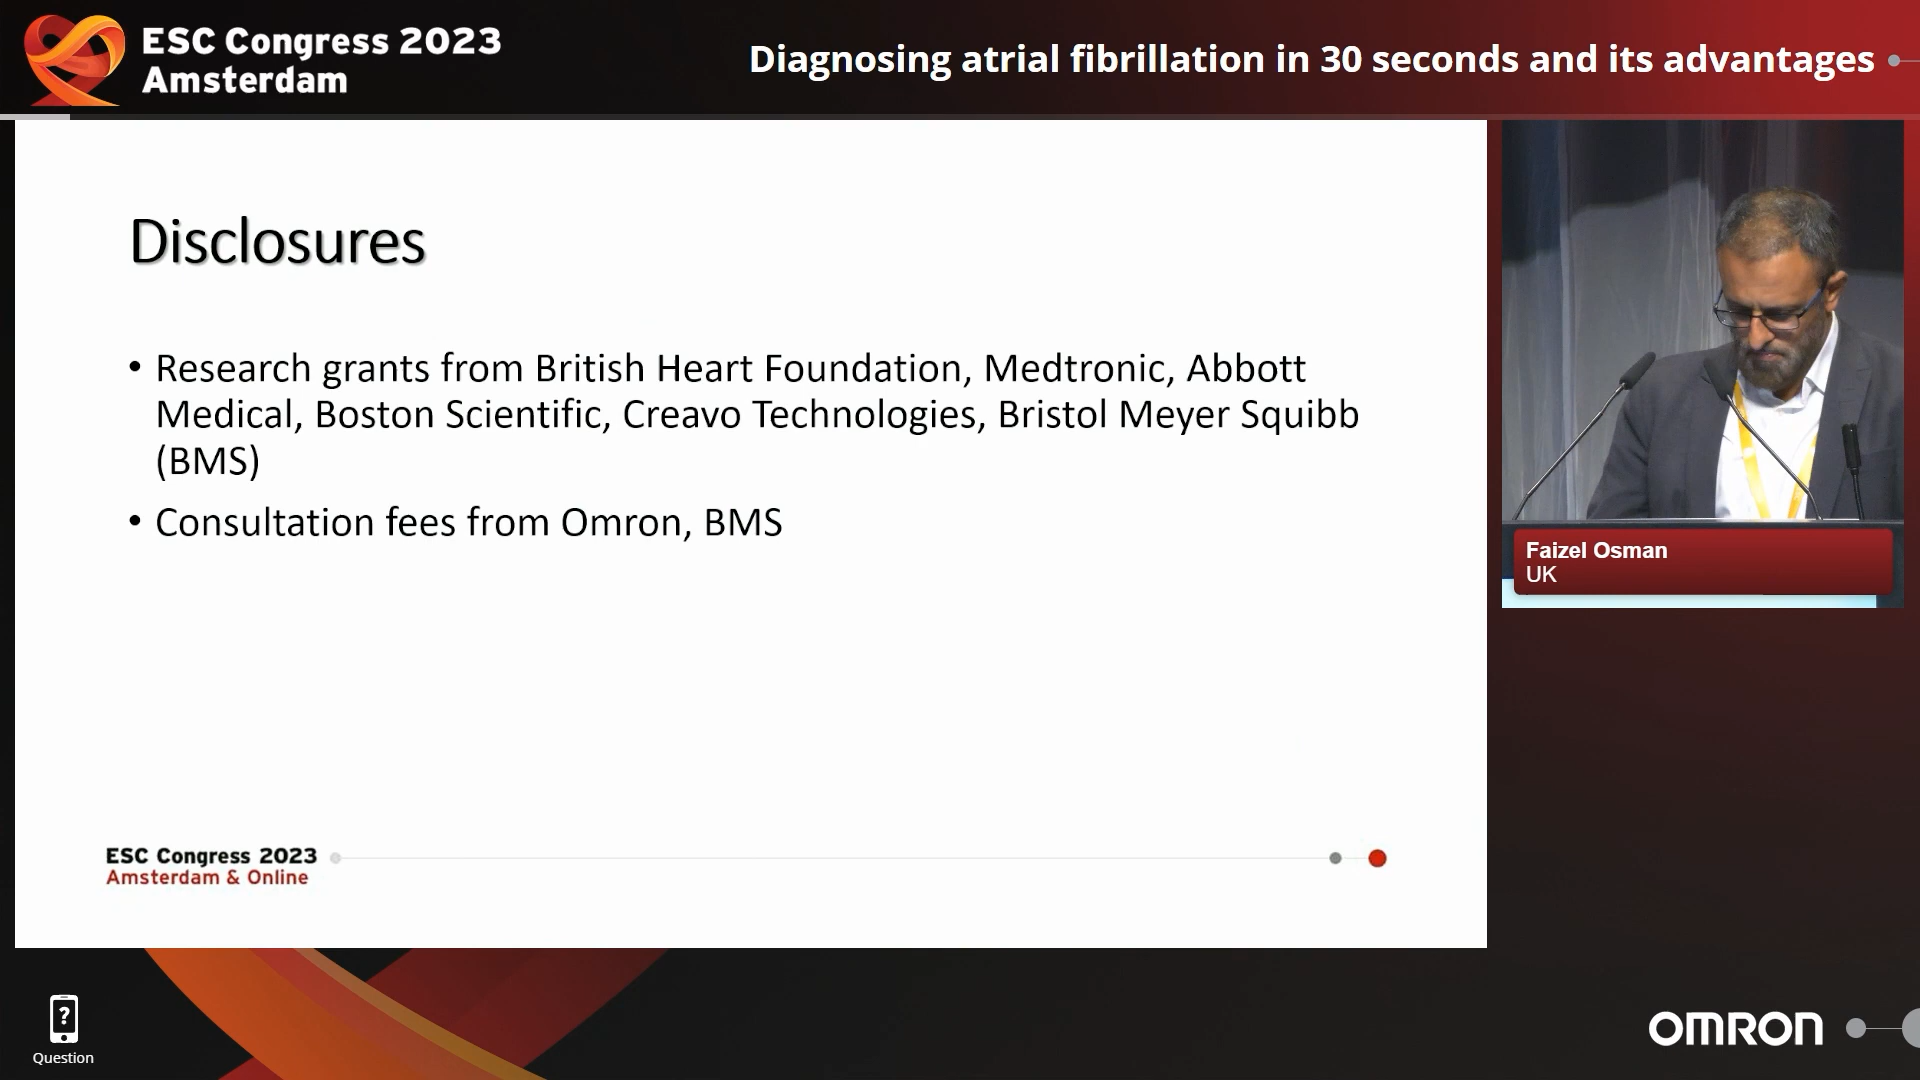 ESC Congress 2023
Amsterdam
Diagnosing atrial fibrillation in 30 seconds and its advantages
Disclosures
• Research grants from British Heart Foundation, Medtronic, Abbott
Medical, Boston Scientific, Creavo Technologies, Bristol Meyer Squibb
(BMS)
• Consultation fees from Omron, BMS
Faizel Osman
UK
ESC Congress 2023
Amsterdam & Online
?
Question
OMRON